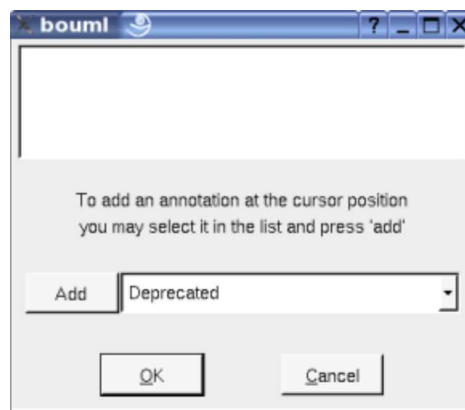 bouml
To add an annotation at the cursor position
you may select it in the list and press 'add'
Add Deprecated
OK Cancel